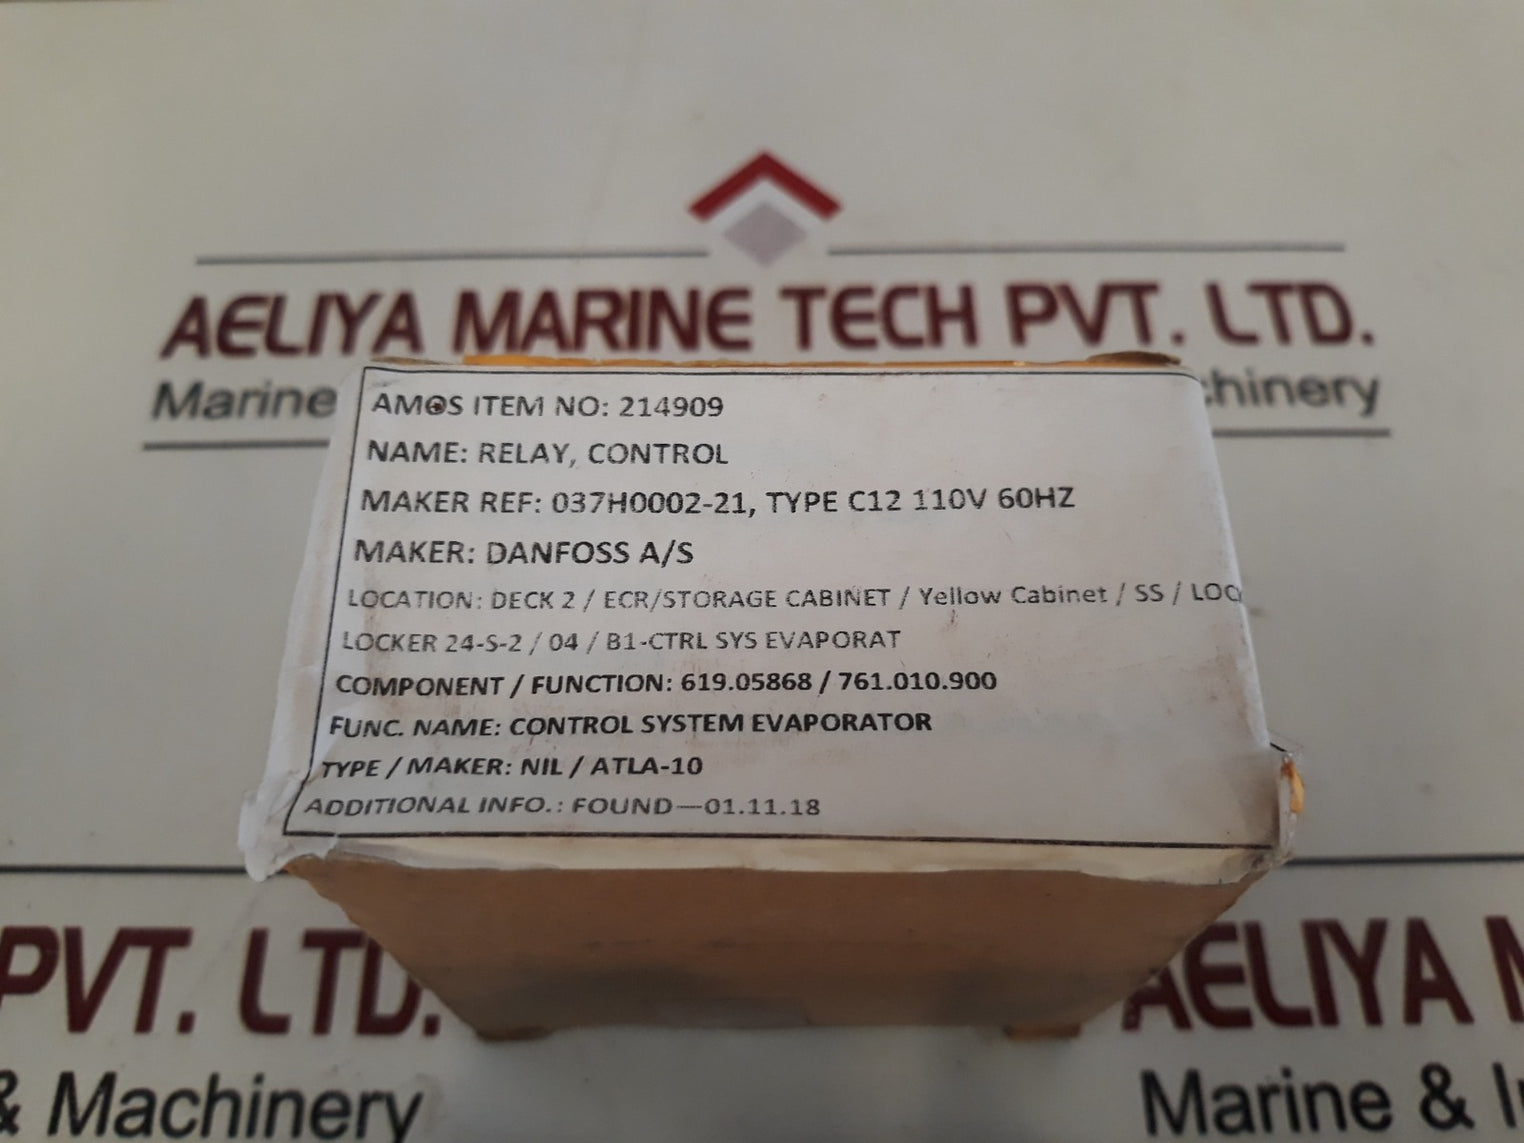 AELIYA MARINE TECH PVT. LTD.
Marine
AMOS ITEM NO: 214909
NAME: RELAY, CONTROL
MAKER REF: 037H0002-21, TYPE C12 110V 60HZ
MAKER: DANFOSS A/S
LOCATION: DECK 2 / ECR/STORAGE CABINET / Yellow Cabinet / SS / LOC
LOCKER 24-S-2 / 04 / B1-CTRL SYS EVAPORAT
COMPONENT / FUNCTION: 619.05868 / 761.010.900
FUNC. NAME: CONTROL SYSTEM EVAPORATOR
TYPE / MAKER: NIL / ATLA-10
ADDITIONAL INFO.: FOUND—01.11.18
PVT. LTD.
& Machinery
AELIYA
Marine &